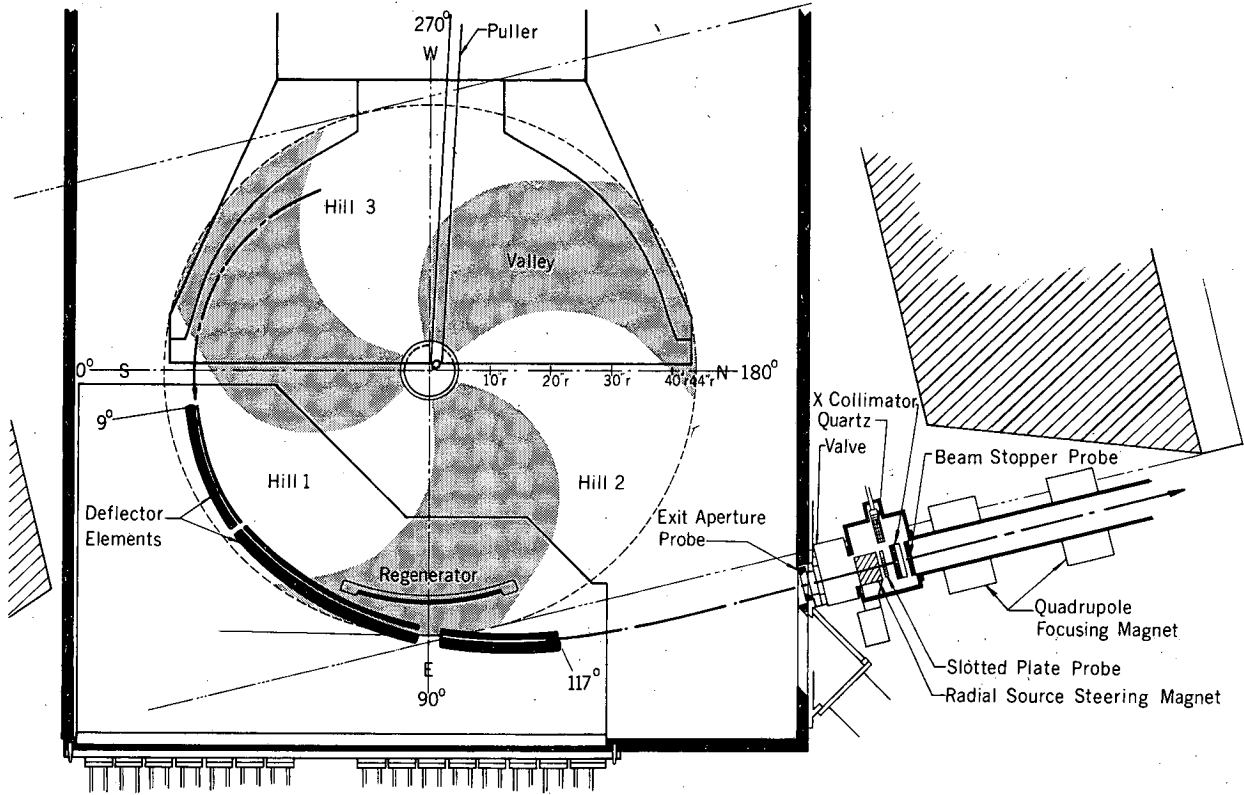 270°
Puller
W
Hill 3
Valley
0° S
10"r
20"r
30"r
40"r
44"r
N 180°
X Collimator
Quartz
Valve
Beam Stopper Probe
9°
Hill 1
Hill 2
Deflector
Elements
Exit Aperture
Probe
Regenerator
Quadrupole
Focusing Magnet
E
90°
117°
Slotted Plate Probe
Radial Source Steering Magnet